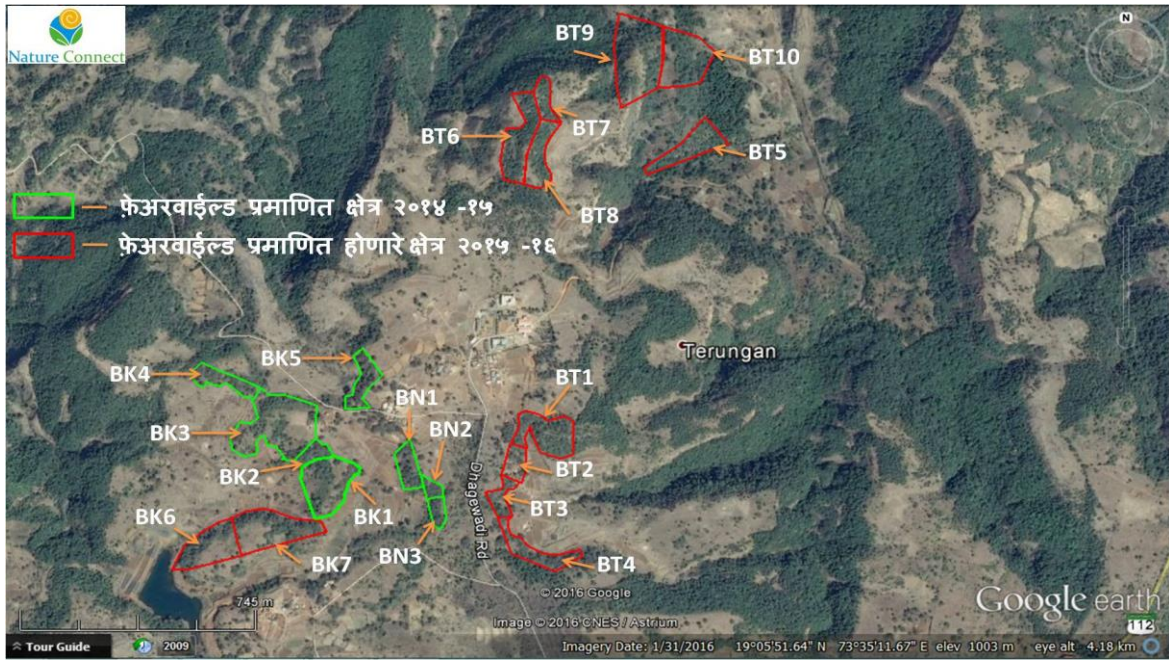 Nature Connect
N
BT9
BT10
BT7
BT6
BT5
BT8
फ़ेअरवाईल्ड प्रमाणित क्षेत्र २०१४ -१५
फ़ेअरवाईल्ड प्रमाणित होणारे क्षेत्र २०१५ -१६
Terungan
BK5
BK4
BT1
BN1
BN2
BK3
BK2
BT2
Dhagewadi Rd
BT3
BK1
BK6
BN3
BK7
BT4
© 2016 Google
745 m
Google earth
Image © 2016 CNES / Astrium
112
Tour Guide
2009
Imagery Date: 1/31/2016 19°05'51.64" N 73°35'11.67" E elev 1003 m eye alt 4.18 km